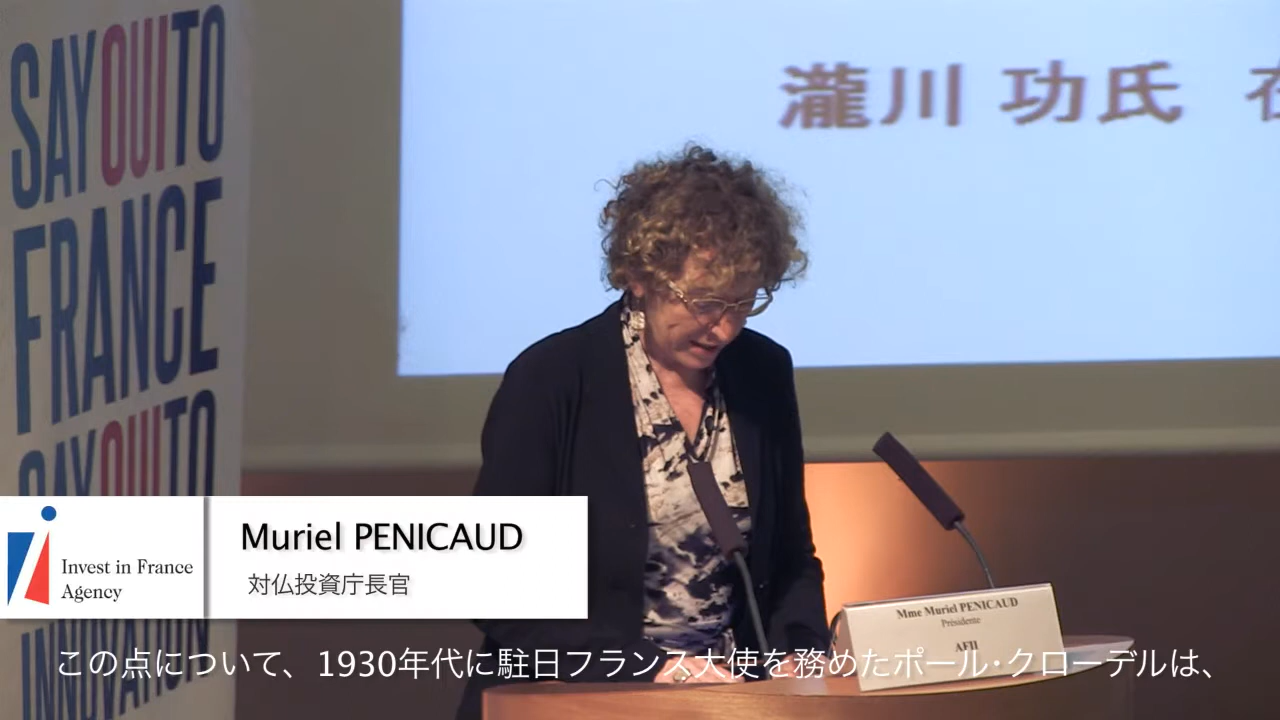 SAY OUI TO
FRANCE
SAY OUI TO
INNOVATION
瀧川 功氏
Muriel PENICAUD
対仏投資庁長官
Invest in France
Agency
Mme Muriel PENICAUD
Présidente
AFII
この点について、1930年代に駐日フランス大使を務めたポール･クローデルは、